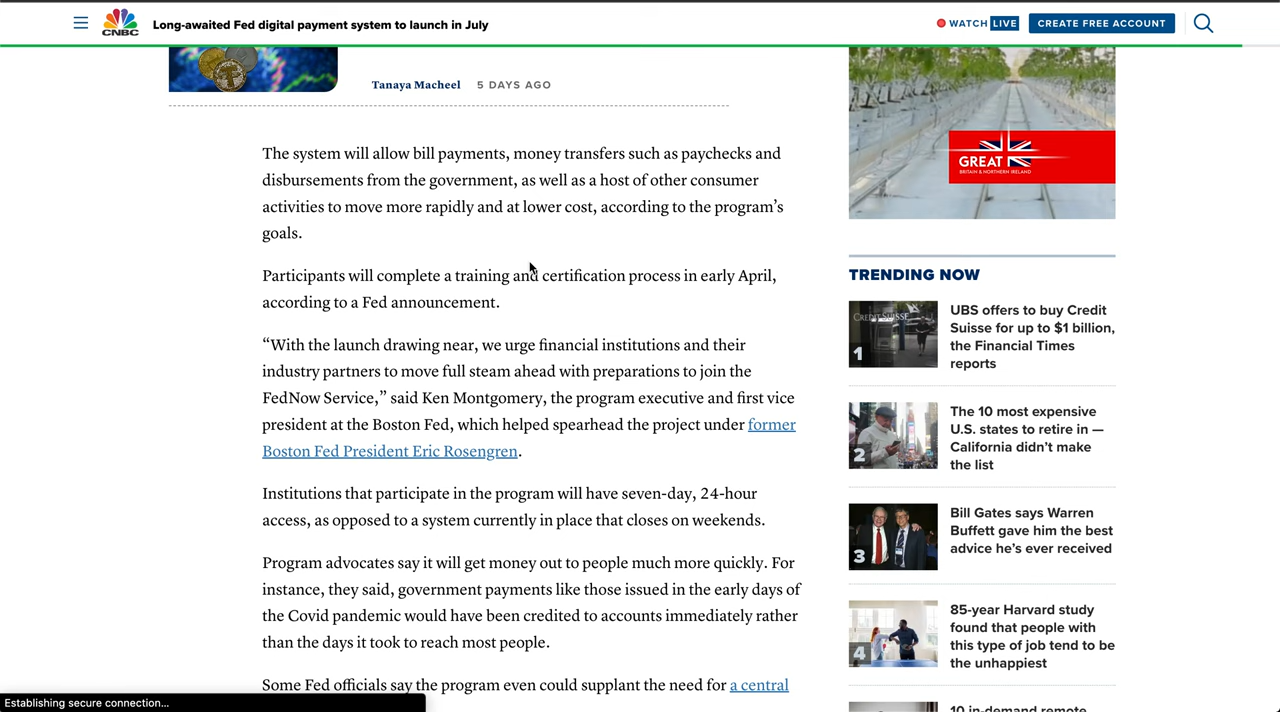 CNBC
Long-awaited Fed digital payment system to launch in July
WATCH LIVE
CREATE FREE ACCOUNT
Tanaya Macheel 5 DAYS AGO
The system will allow bill payments, money transfers such as paychecks and
disbursements from the government, as well as a host of other consumer
activities to move more rapidly and at lower cost, according to the program’s
goals.
Participants will complete a training and certification process in early April,
according to a Fed announcement.
“With the launch drawing near, we urge financial institutions and their
industry partners to move full steam ahead with preparations to join the
FedNow Service,” said Ken Montgomery, the program executive and first vice
president at the Boston Fed, which helped spearhead the project under former
Boston Fed President Eric Rosengren.
Institutions that participate in the program will have seven-day, 24-hour
access, as opposed to a system currently in place that closes on weekends.
Program advocates say it will get money out to people much more quickly. For
instance, they said, government payments like those issued in the early days of
the Covid pandemic would have been credited to accounts immediately rather
than the days it took to reach most people.
Some Fed officials say the program even could supplant the need for a central
GREAT
BRITAIN & NORTHERN IRELAND
TRENDING NOW
CREDIT SUISSE
1
UBS offers to buy Credit
Suisse for up to $1 billion,
the Financial Times
reports
2
The 10 most expensive
U.S. states to retire in —
California didn’t make
the list
3
Bill Gates says Warren
Buffett gave him the best
advice he’s ever received
4
85-year Harvard study
found that people with
this type of job tend to be
the unhappiest
10 in-demand remote
Establishing secure connection...